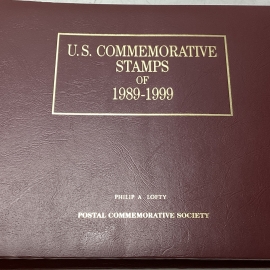 U.S. COMMEMORATIVE
STAMPS
OF
1989-1999
PHILIP A LOFTY
POSTAL COMMEMORATIVE SOCIETY